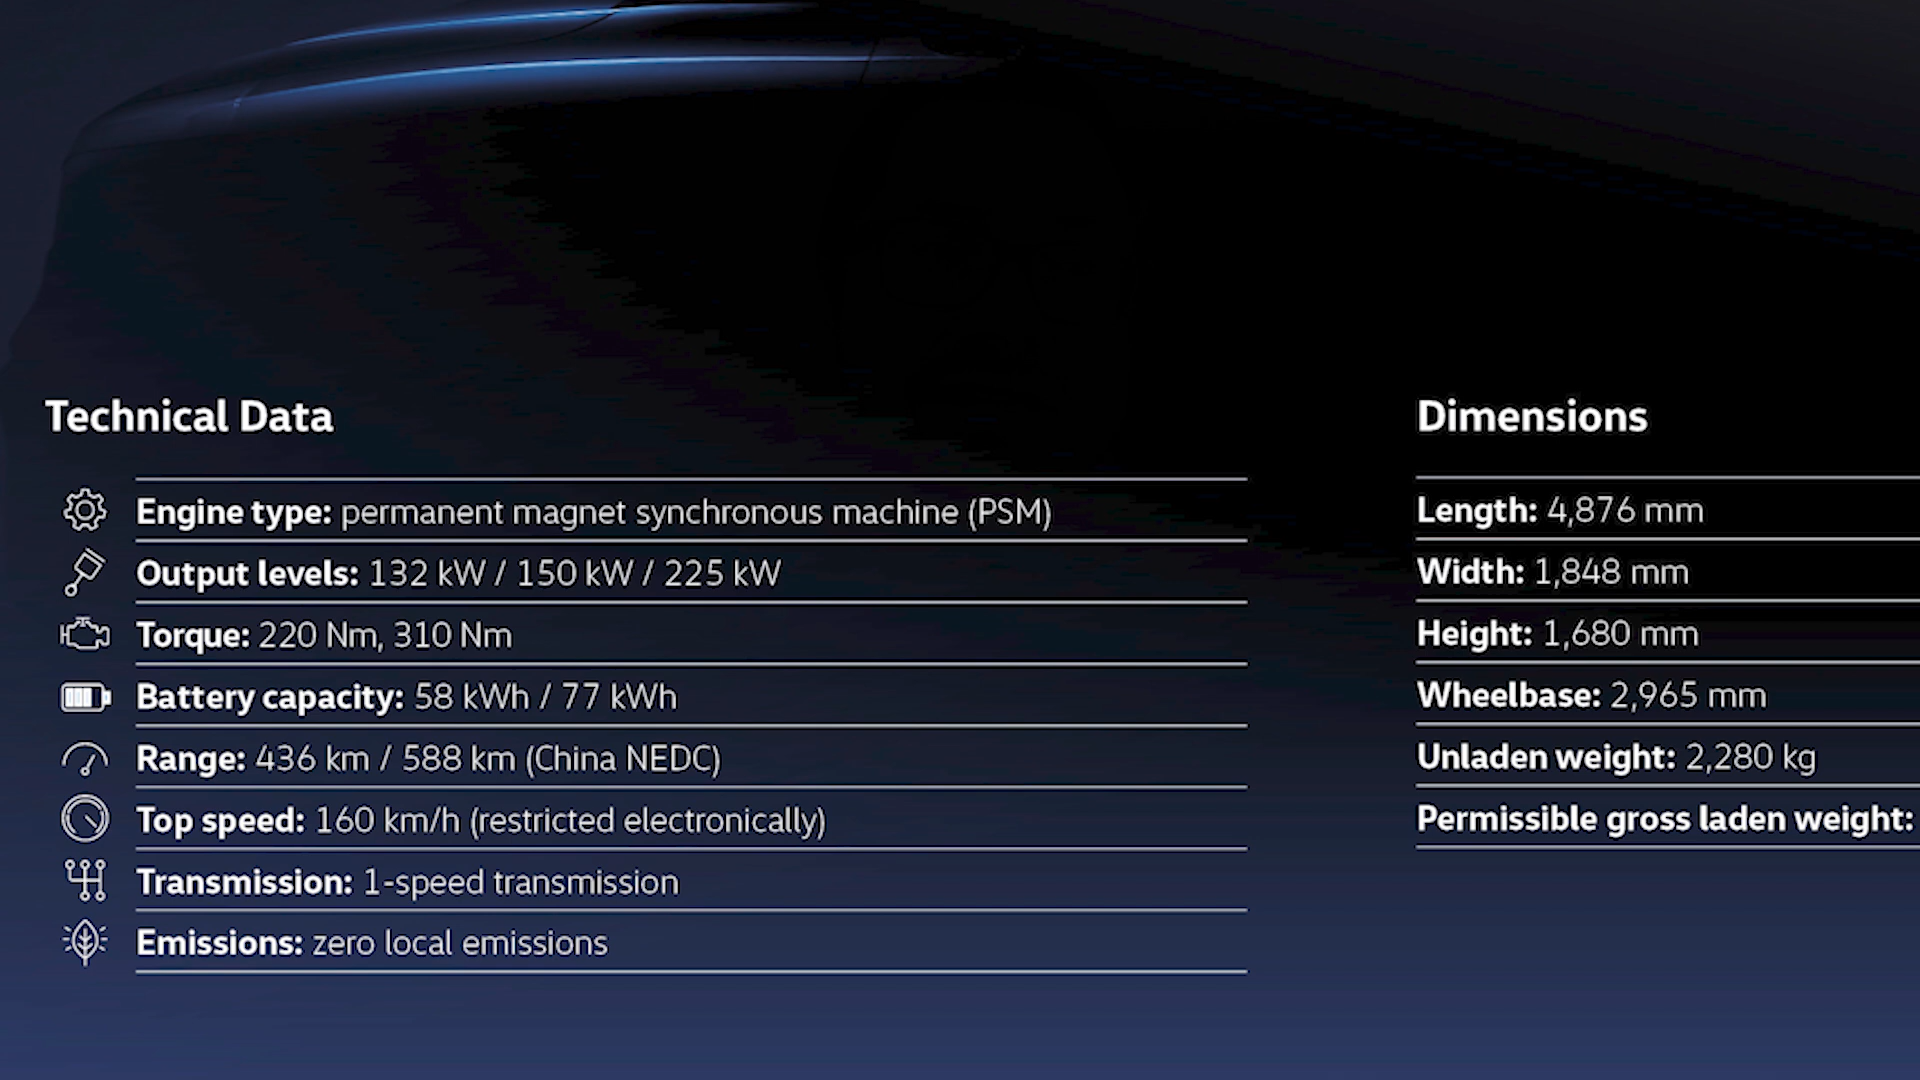 Technical Data
Engine type: permanent magnet synchronous machine (PSM)
Output levels: 132 kW / 150 kW / 225 kW
Torque: 220 Nm, 310 Nm
Battery capacity: 58 kWh / 77 kWh
Range: 436 km / 588 km (China NEDC)
Top speed: 160 km/h (restricted electronically)
Transmission: 1-speed transmission
Emissions: zero local emissions
Dimensions
Length: 4,876 mm
Width: 1,848 mm
Height: 1,680 mm
Wheelbase: 2,965 mm
Unladen weight: 2,280 kg
Permissible gross laden weight: